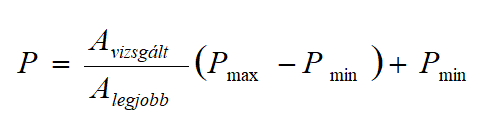 P = A_vizsgált / A_legjobb (P_max - P_min) + P_min